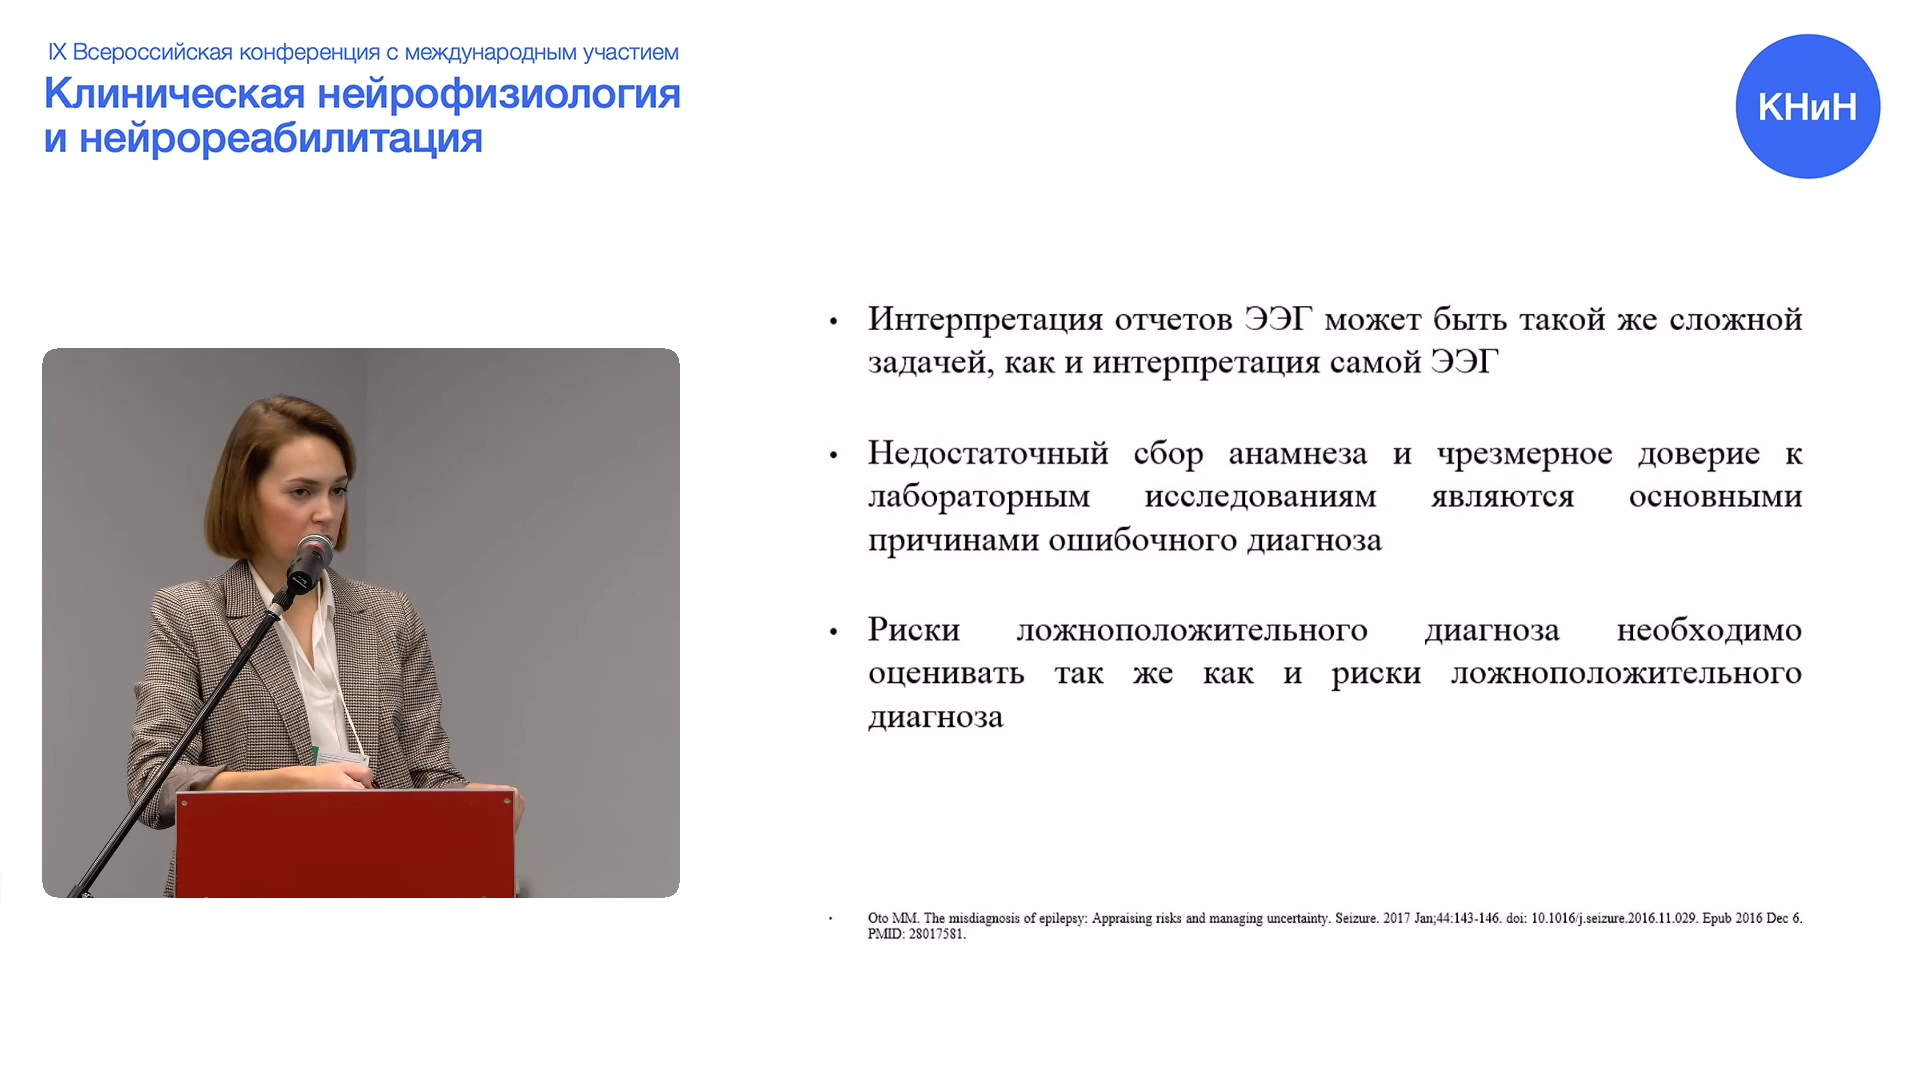 IX Всероссийская конференция с международным участием
Клиническая нейрофизиология
и нейрореабилитация
КНиН
• Интерпретация отчетов ЭЭГ может быть такой же сложной
задачей, как и интерпретация самой ЭЭГ
• Недостаточный сбор анамнеза и чрезмерное доверие к
лабораторным исследованиям являются основными
причинами ошибочного диагноза
• Риски ложноположительного диагноза необходимо
оценивать так же как и риски ложноположительного
диагноза
• Oto MM. The misdiagnosis of epilepsy: Appraising risks and managing uncertainty. Seizure. 2017 Jan;44:143-146. doi: 10.1016/j.seizure.2016.11.029. Epub 2016 Dec 6.
PMID: 28017581.